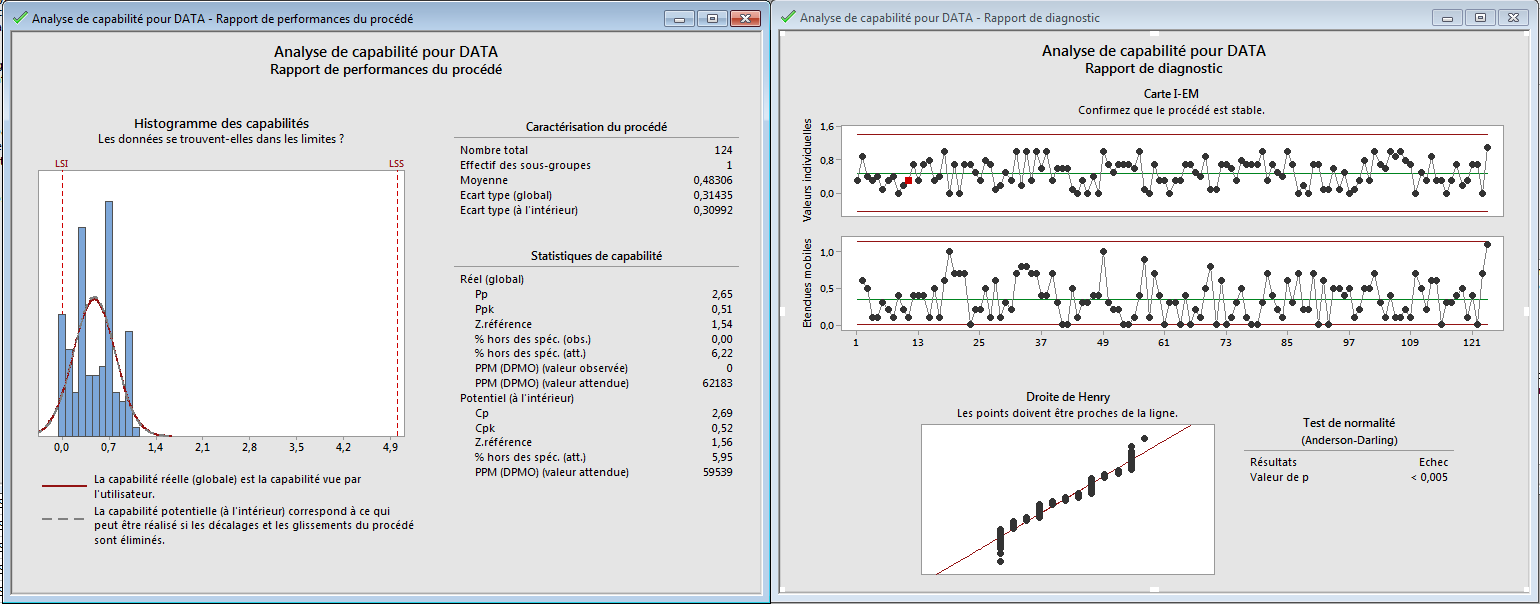 Analyse de capabilité pour DATA - Rapport de performances du procédé
Analyse de capabilité pour DATA
Rapport de performances du procédé
Histogramme des capabilités
Les données se trouvent-elles dans les limites ?
LSI
LSS
0,0 0,7 1,4 2,1 2,8 3,5 4,2 4,9
La capabilité réelle (globale) est la capabilité vue par
l'utilisateur.
La capabilité potentielle (à l'intérieur) correspond à ce qui
peut être réalisé si les décalages et les glissements du procédé
sont éliminés.
Caractérisation du procédé
Nombre total 124
Effectif des sous-groupes 1
Moyenne 0,48306
Ecart type (global) 0,31435
Ecart type (à l'intérieur) 0,30992
Statistiques de capabilité
Réel (global)
Pp 2,65
Ppk 0,51
Z.référence 1,54
% hors des spéc. (obs.) 0,00
% hors des spéc. (att.) 6,22
PPM (DPMO) (valeur observée) 0
PPM (DPMO) (valeur attendue) 62183
Potentiel (à l'intérieur)
Cp 2,69
Cpk 0,52
Z.référence 1,56
% hors des spéc. (att.) 5,95
PPM (DPMO) (valeur attendue) 59539
Analyse de capabilité pour DATA - Rapport de diagnostic
Analyse de capabilité pour DATA
Rapport de diagnostic
Carte I-EM
Confirmez que le procédé est stable.
Valeurs individuelles
1,6
0,8
0,0
Etendues mobiles
1,0
0,5
0,0
1 13 25 37 49 61 73 85 97 109 121
Droite de Henry
Les points doivent être proches de la ligne.
Test de normalité
(Anderson-Darling)
Résultats Echec
Valeur de p < 0,005